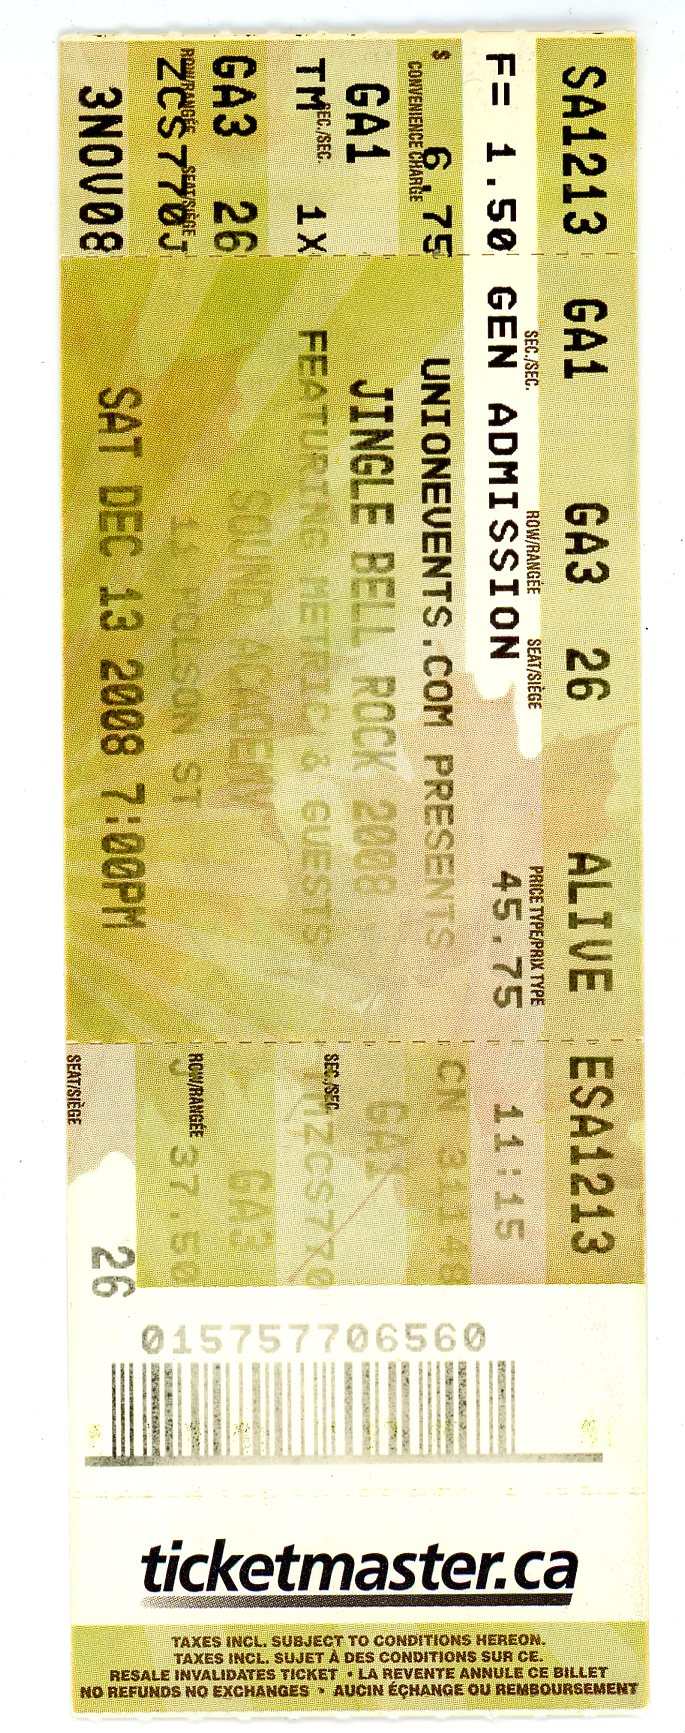 SA1213 GA1 GA3 26 ALIVE ESA1213
SEC./SEC. ROW/RANGÉE SEAT/SIÈGE PRICE TYPE/PRIX TYPE
F= 1.50 GEN ADMISSION 45.75 11:15
$ 6.75 UNIONEVENTS.COM PRESENTS CN 31148
CONVENIENCE CHARGE
GA1 JINGLE BELL ROCK 2008 GA1
SEC./SEC. SEC./SEC.
TM 1X FEATURING METRIC & GUESTS MZCS770
GA3 26 SOUND ACADEMY GA3
ROW/RANGÉE SEAT/SIÈGE ROW/RANGÉE
ZCS770J 11 POLSON ST J 37.50
3NOV08 SAT DEC 13 2008 7:00PM 26
SEAT/SIÈGE
015757706560
ticketmaster.ca
TAXES INCL. SUBJECT TO CONDITIONS HEREON.
TAXES INCL. SUJET À DES CONDITIONS SUR CE.
RESALE INVALIDATES TICKET • LA REVENTE ANNULE CE BILLET
NO REFUNDS NO EXCHANGES • AUCIN ÉÇHANGE OU REMBOURSEMENT